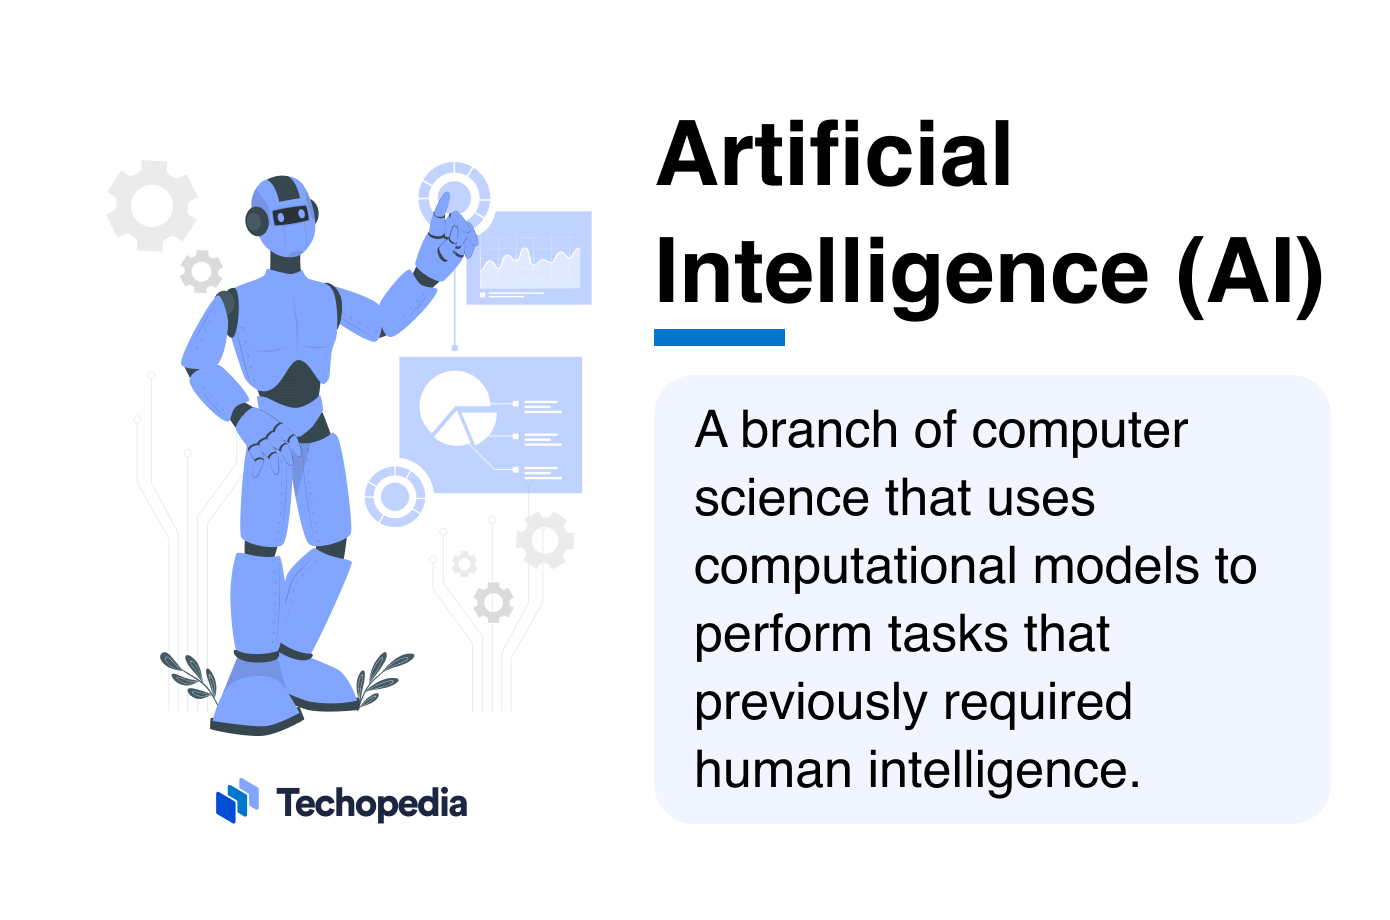 Artificial
Intelligence (AI)
A branch of computer
science that uses
computational models to
perform tasks that
previously required
human intelligence.
Techopedia